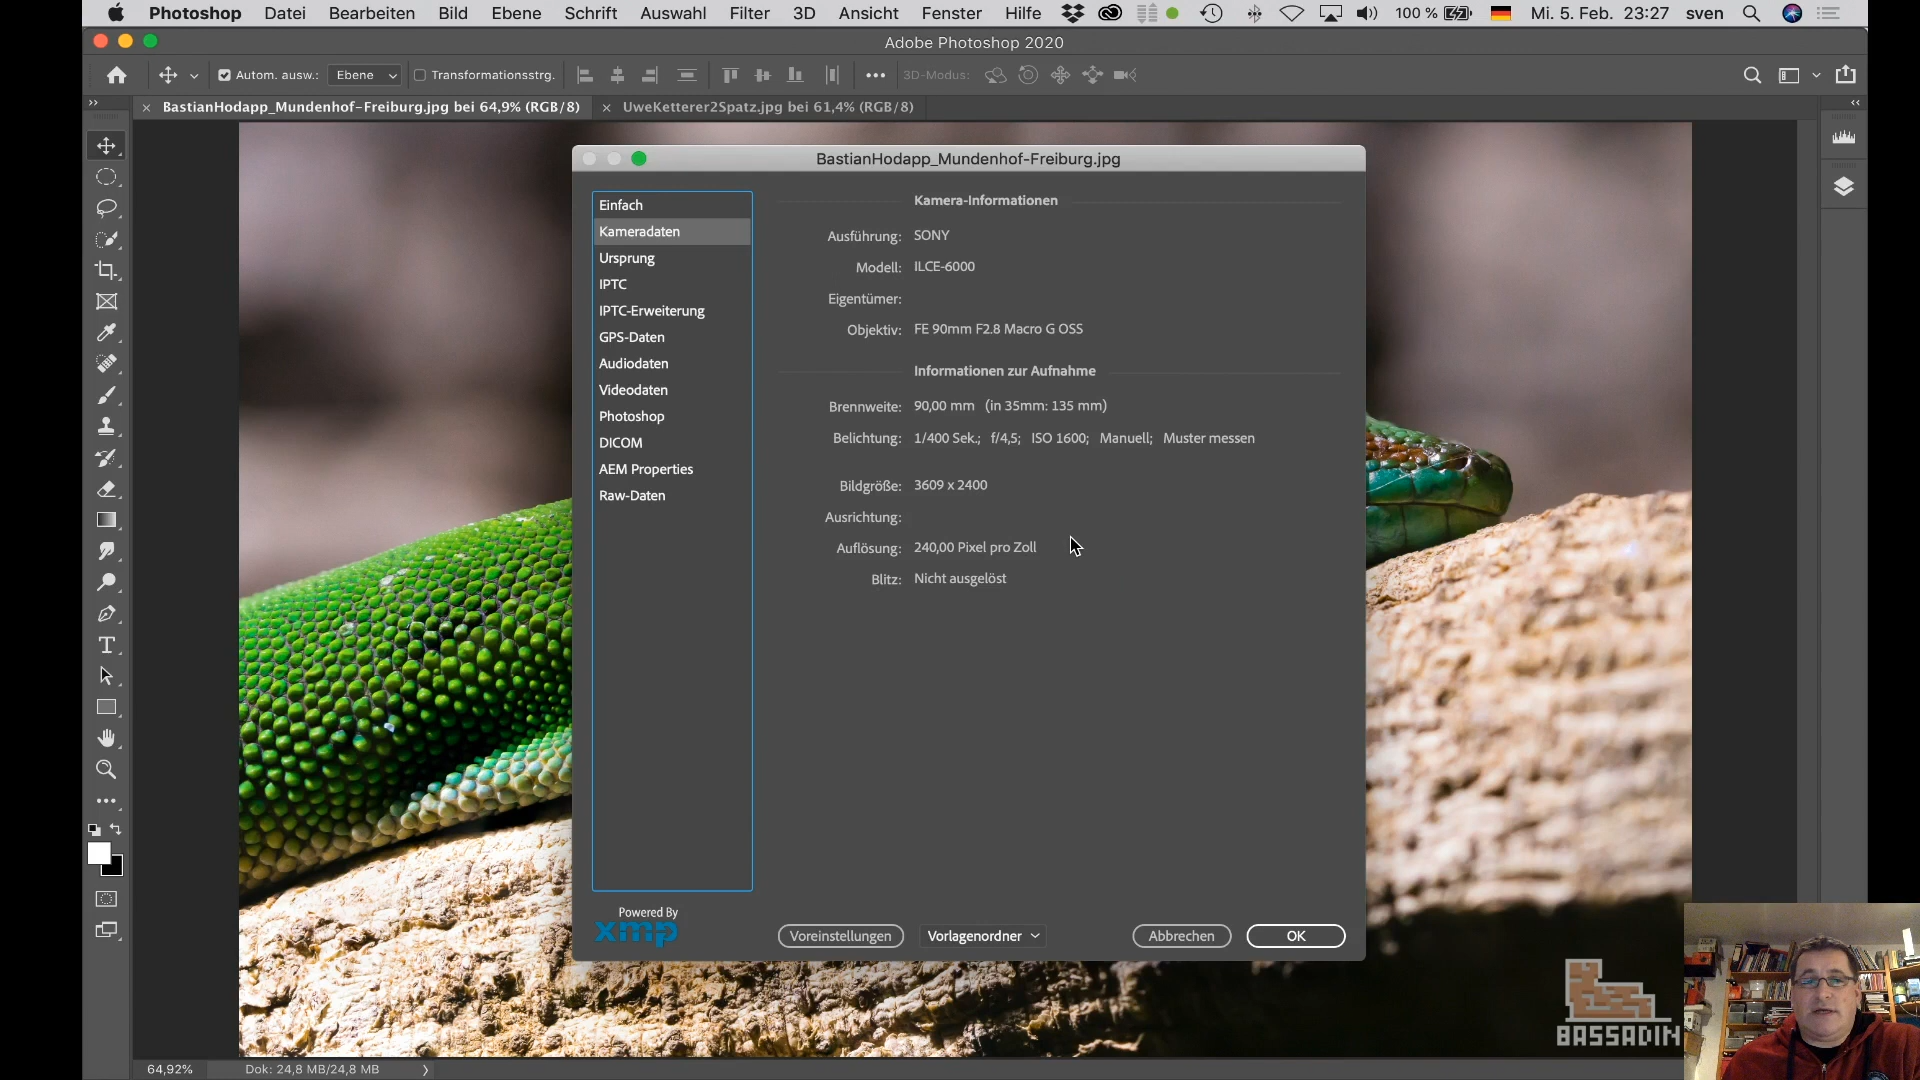 Photoshop Datei Bearbeiten Bild Ebene Schrift Auswahl Filter 3D Ansicht Fenster Hilfe 100 % Mi. 5. Feb. 23:27 sven
Adobe Photoshop 2020
Autom. ausw.: Ebene Transformationsstrg. 3D-Modus:
BastianHodapp_Mundenhof-Freiburg.jpg bei 64,9% (RGB/8) UweKetterer2Spatz.jpg bei 61,4% (RGB/8)
BastianHodapp_Mundenhof-Freiburg.jpg
Einfach
Kameradaten
Ursprung
IPTC
IPTC-Erweiterung
GPS-Daten
Audiodaten
Videodaten
Photoshop
DICOM
AEM Properties
Raw-Daten
Kamera-Informationen
Ausführung: SONY
Modell: ILCE-6000
Eigentümer:
Objektiv: FE 90mm F2.8 Macro G OSS
Informationen zur Aufnahme
Brennweite: 90,00 mm (in 35mm: 135 mm)
Belichtung: 1/400 Sek.; f/4,5; ISO 1600; Manuell; Muster messen
Bildgröße: 3609 x 2400
Ausrichtung:
Auflösung: 240,00 Pixel pro Zoll
Blitz: Nicht ausgelöst
Powered By
xmp
Voreinstellungen Vorlagenordner Abbrechen OK
BASSADIN
64,92% Dok: 24,8 MB/24,8 MB